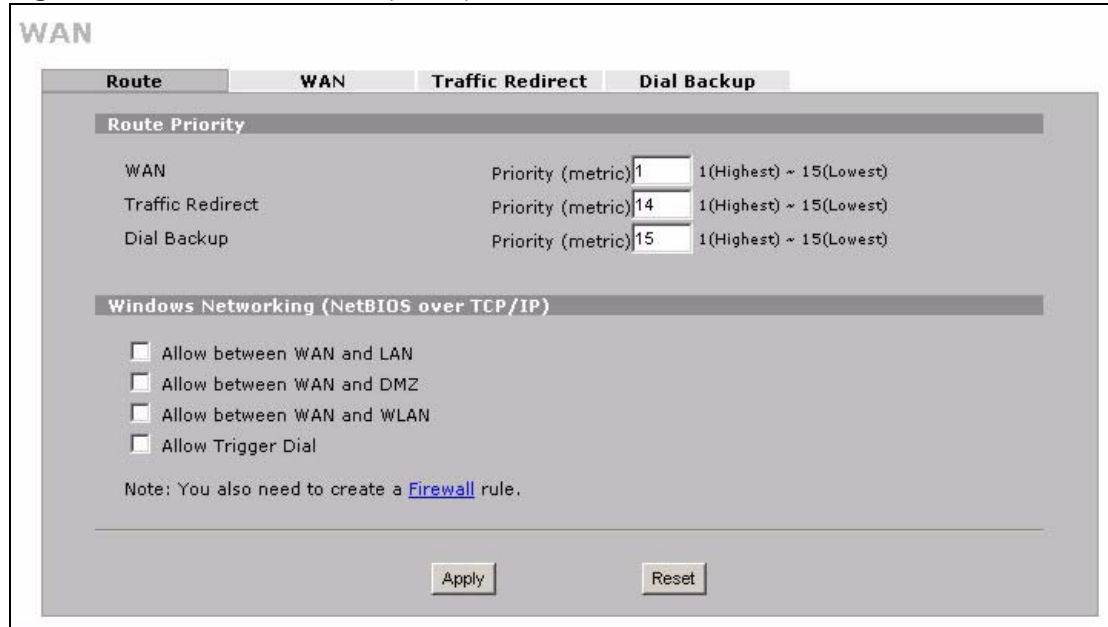 WAN
Route WAN Traffic Redirect Dial Backup
Route Priority
WAN Priority (metric) 1 1(Highest) ~ 15(Lowest)
Traffic Redirect Priority (metric) 14 1(Highest) ~ 15(Lowest)
Dial Backup Priority (metric) 15 1(Highest) ~ 15(Lowest)
Windows Networking (NetBIOS over TCP/IP)
Allow between WAN and LAN
Allow between WAN and DMZ
Allow between WAN and WLAN
Allow Trigger Dial
Note: You also need to create a Firewall rule.
Apply Reset